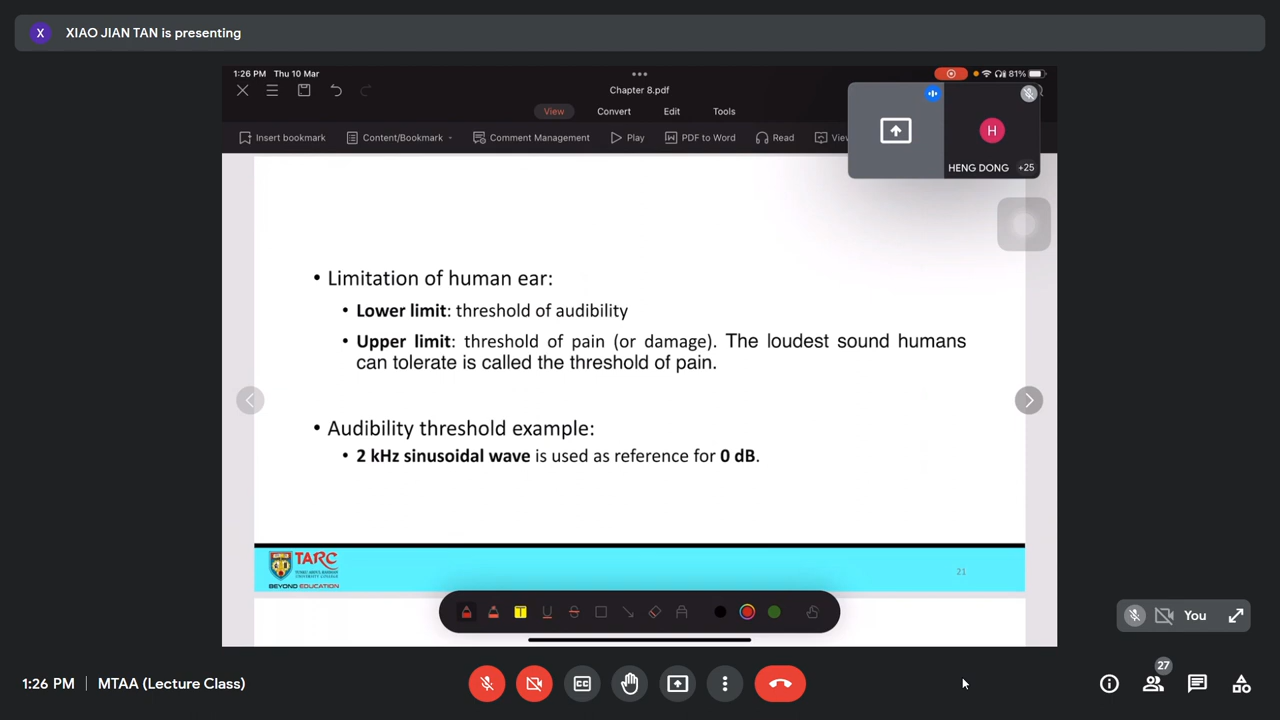 X XIAO JIAN TAN is presenting
1:26 PM Thu 10 Mar
81%
Chapter 8.pdf
View Convert Edit Tools
Insert bookmark Content/Bookmark Comment Management Play PDF to Word Read
H
HENG DONG +25
• Limitation of human ear:
• Lower limit: threshold of audibility
• Upper limit: threshold of pain (or damage). The loudest sound humans
can tolerate is called the threshold of pain.
• Audibility threshold example:
• 2 kHz sinusoidal wave is used as reference for 0 dB.
TARC
BEYOND EDUCATION
21
T U S
You
1:26 PM | MTAA (Lecture Class)
CC
27